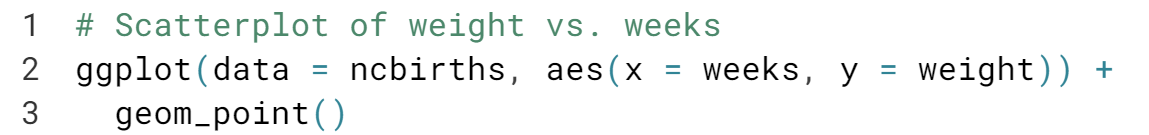 1 # Scatterplot of weight vs. weeks
2 ggplot(data = ncbirths, aes(x = weeks, y = weight)) +
3   geom_point()